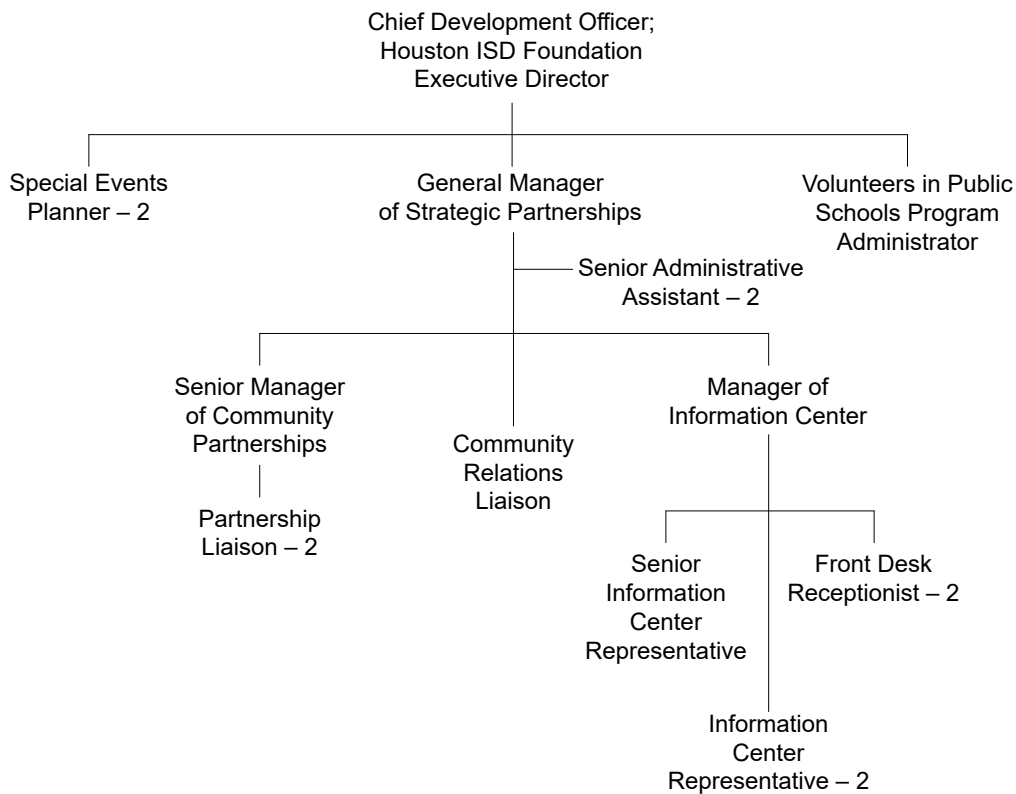 Chief Development Officer;
Houston ISD Foundation
Executive Director
Special Events
Planner – 2
General Manager
of Strategic Partnerships
Volunteers in Public
Schools Program
Administrator
Senior Administrative
Assistant – 2
Senior Manager
of Community
Partnerships
Partnership
Liaison – 2
Community
Relations
Liaison
Manager of
Information Center
Senior
Information
Center
Representative
Front Desk
Receptionist – 2
Information
Center
Representative – 2